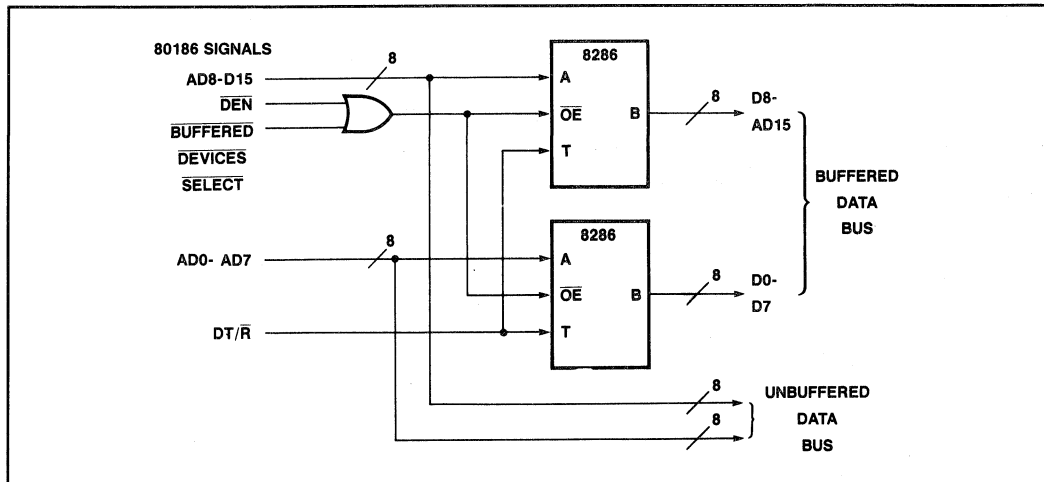 80186 SIGNALS
AD8-D15
8
DEN
BUFFERED
DEVICES
SELECT
8286
A
OE
B
T
8
D8-
AD15
AD0- AD7
8
DT/R
8286
A
OE
B
T
8
D0-
D7
BUFFERED
DATA
BUS
8
8
UNBUFFERED
DATA
BUS